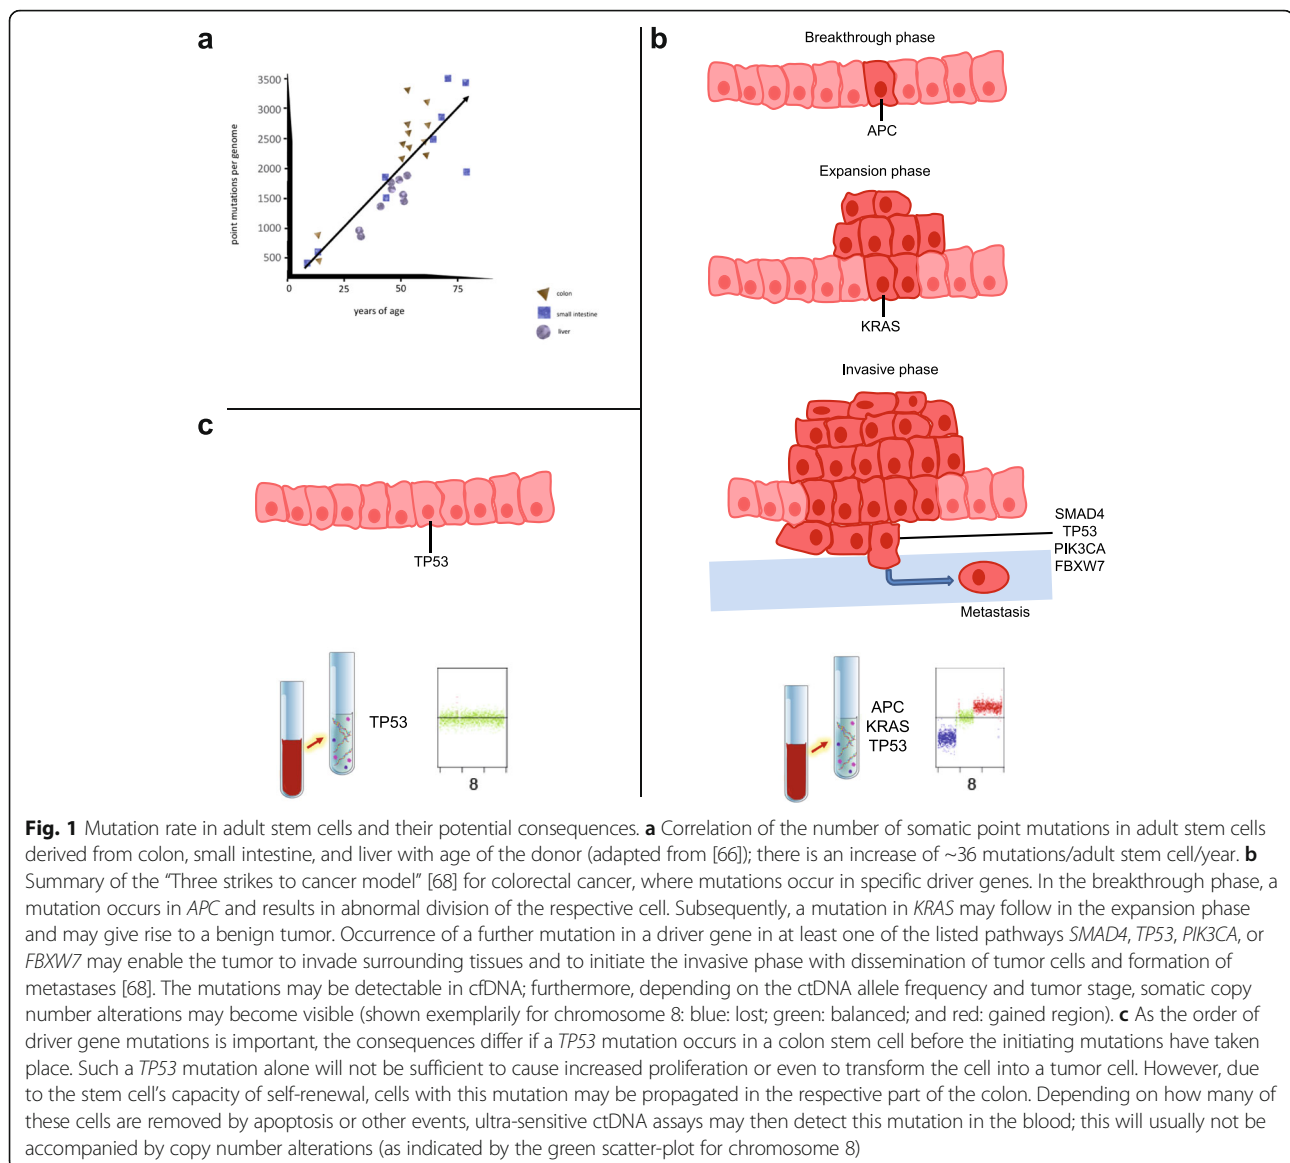 a
3500
3000
2500
2000
1500
1000
500
point mutations per genome
0
25
50
75
years of age
colon
small intestine
liver
b
Breakthrough phase
APC
Expansion phase
KRAS
Invasive phase
SMAD4
TP53
PIK3CA
FBXW7
Metastasis
APC
KRAS
TP53
8
c
TP53
TP53
8
Fig. 1 Mutation rate in adult stem cells and their potential consequences. a Correlation of the number of somatic point mutations in adult stem cells
derived from colon, small intestine, and liver with age of the donor (adapted from [66]); there is an increase of ~36 mutations/adult stem cell/year. b
Summary of the “Three strikes to cancer model” [68] for colorectal cancer, where mutations occur in specific driver genes. In the breakthrough phase, a
mutation occurs in APC and results in abnormal division of the respective cell. Subsequently, a mutation in KRAS may follow in the expansion phase
and may give rise to a benign tumor. Occurrence of a further mutation in a driver gene in at least one of the listed pathways SMAD4, TP53, PIK3CA, or
FBXW7 may enable the tumor to invade surrounding tissues and to initiate the invasive phase with dissemination of tumor cells and formation of
metastases [68]. The mutations may be detectable in cfDNA; furthermore, depending on the ctDNA allele frequency and tumor stage, somatic copy
number alterations may become visible (shown exemplarily for chromosome 8: blue: lost; green: balanced; and red: gained region). c As the order of
driver gene mutations is important, the consequences differ if a TP53 mutation occurs in a colon stem cell before the initiating mutations have taken
place. Such a TP53 mutation alone will not be sufficient to cause increased proliferation or even to transform the cell into a tumor cell. However, due
to the stem cell’s capacity of self-renewal, cells with this mutation may be propagated in the respective part of the colon. Depending on how many of
these cells are removed by apoptosis or other events, ultra-sensitive ctDNA assays may then detect this mutation in the blood; this will usually not be
accompanied by copy number alterations (as indicated by the green scatter-plot for chromosome 8)